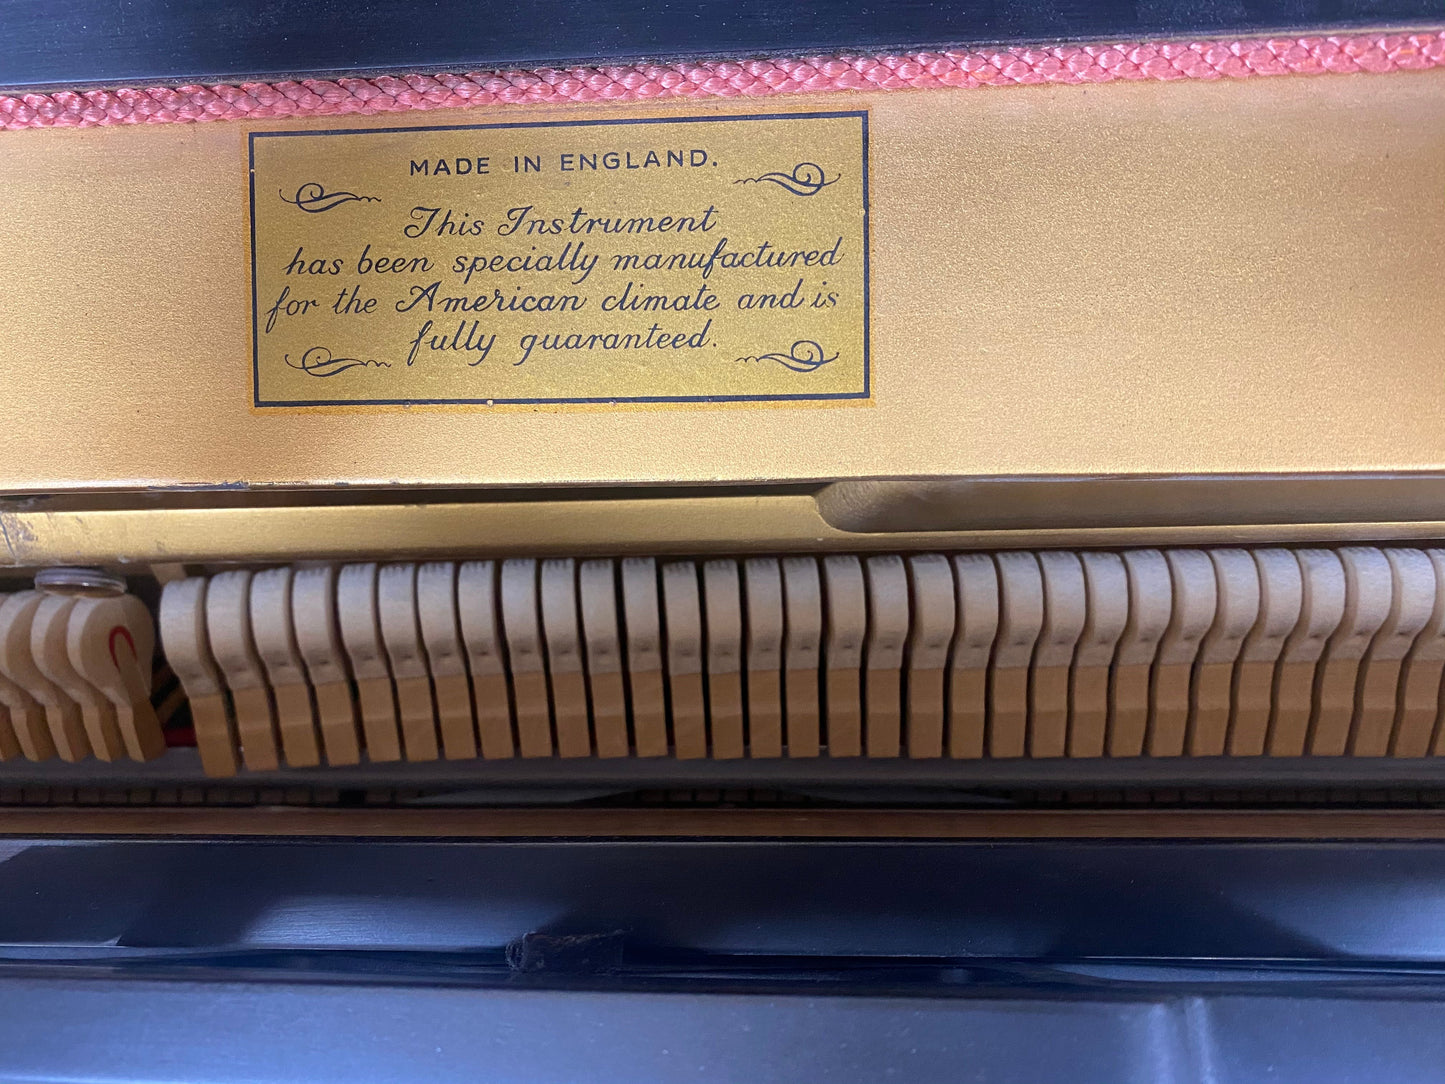 MADE IN ENGLAND.
This Instrument
has been specially manufactured
for the American climate and is
fully guaranteed.